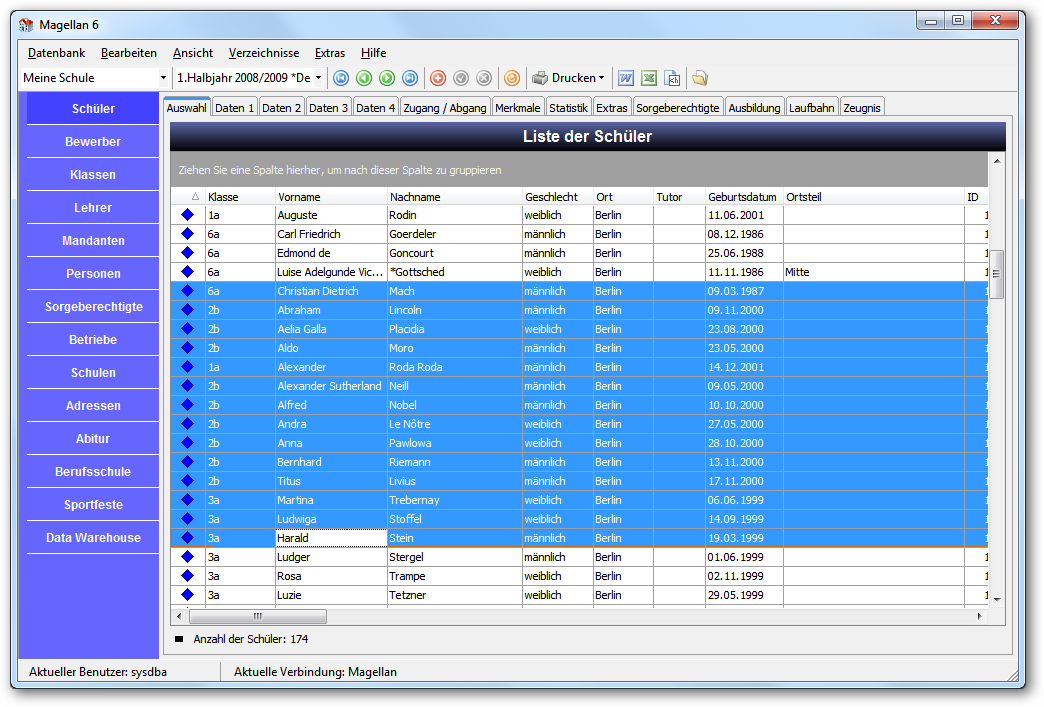 Magellan 6
Datenbank Bearbeiten Ansicht Verzeichnisse Extras Hilfe
Meine Schule 1.Halbjahr 2008/2009 *De Drucken
Schüler
Bewerber
Klassen
Lehrer
Mandanten
Personen
Sorgeberechtigte
Betriebe
Schulen
Adressen
Abitur
Berufsschule
Sportfeste
Data Warehouse
Auswahl Daten 1 Daten 2 Daten 3 Daten 4 Zugang / Abgang Merkmale Statistik Extras Sorgeberechtigte Ausbildung Laufbahn Zeugnis
Liste der Schüler
Ziehen Sie eine Spalte hierher, um nach dieser Spalte zu gruppieren
Klasse Vorname Nachname Geschlecht Ort Tutor Geburtsdatum Ortsteil ID
1a Auguste Rodin weiblich Berlin 11.06.2001 1
6a Carl Friedrich Goerdeler männlich Berlin 08.12.1986 1
6a Edmond de Goncourt männlich Berlin 25.06.1988 1
6a Luise Adelgunde Vic... *Gottsched weiblich Berlin 11.11.1986 Mitte 1
6a Christian Dietrich Mach männlich Berlin 09.03.1987 1
2b Abraham Lincoln männlich Berlin 09.11.2000 1
2b Aelia Galla Placidia weiblich Berlin 23.08.2000 1
2b Aldo Moro männlich Berlin 23.05.2000 1
1a Alexander Roda Roda männlich Berlin 14.12.2001 1
2b Alexander Sutherland Neill männlich Berlin 09.05.2000 1
2b Alfred Nobel männlich Berlin 10.10.2000 1
2b Andra Le Nôtre weiblich Berlin 27.05.2000 1
2b Anna Pawlowa weiblich Berlin 28.10.2000 1
2b Bernhard Riemann männlich Berlin 13.11.2000 1
2b Titus Livius männlich Berlin 17.11.2000 1
3a Martina Trebernay weiblich Berlin 06.06.1999 1
3a Ludwiga Stoffel weiblich Berlin 14.09.1999 1
3a Harald Stein männlich Berlin 19.03.1999 1
3a Ludger Stergel männlich Berlin 01.06.1999 1
3a Rosa Trampe weiblich Berlin 02.11.1999 1
3a Luzie Tetzner weiblich Berlin 29.05.1999 1
Anzahl der Schüler: 174
Aktueller Benutzer: sysdba Aktuelle Verbindung: Magellan